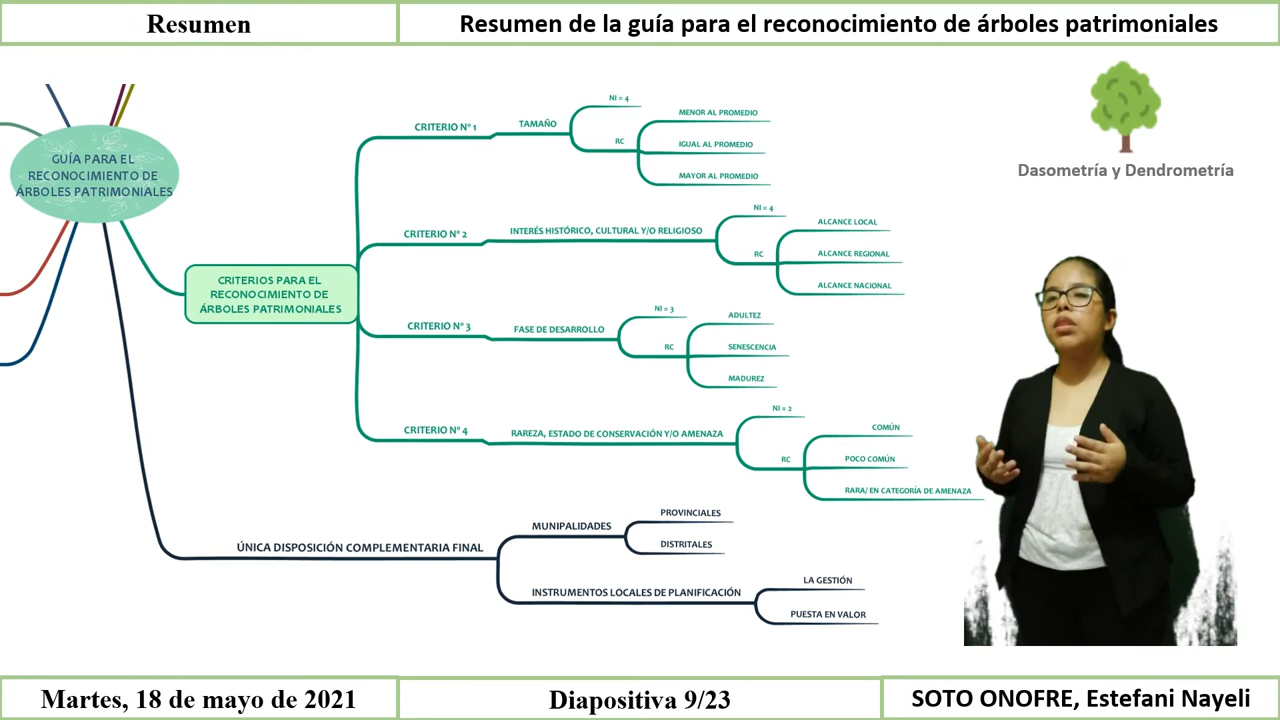 Resumen
Resumen de la guía para el reconocimiento de árboles patrimoniales
GUÍA PARA EL
RECONOCIMIENTO DE
ÁRBOLES PATRIMONIALES
CRITERIOS PARA EL
RECONOCIMIENTO DE
ÁRBOLES PATRIMONIALES
CRITERIO N° 1
TAMAÑO
NI = 4
RC
MENOR AL PROMEDIO
IGUAL AL PROMEDIO
MAYOR AL PROMEDIO
CRITERIO N° 2
INTERÉS HISTÓRICO, CULTURAL Y/O RELIGIOSO
NI = 4
RC
ALCANCE LOCAL
ALCANCE REGIONAL
ALCANCE NACIONAL
CRITERIO N° 3
FASE DE DESARROLLO
NI = 3
RC
ADULTEZ
SENESCENCIA
MADUREZ
CRITERIO N° 4
RAREZA, ESTADO DE CONSERVACIÓN Y/O AMENAZA
NI = 2
RC
COMÚN
POCO COMÚN
RARA/ EN CATEGORÍA DE AMENAZA
ÚNICA DISPOSICIÓN COMPLEMENTARIA FINAL
MUNIPALIDADES
PROVINCIALES
DISTRITALES
INSTRUMENTOS LOCALES DE PLANIFICACIÓN
LA GESTIÓN
PUESTA EN VALOR
Dasometría y Dendrometría
Martes, 18 de mayo de 2021
Diapositiva 9/23
SOTO ONOFRE, Estefani Nayeli